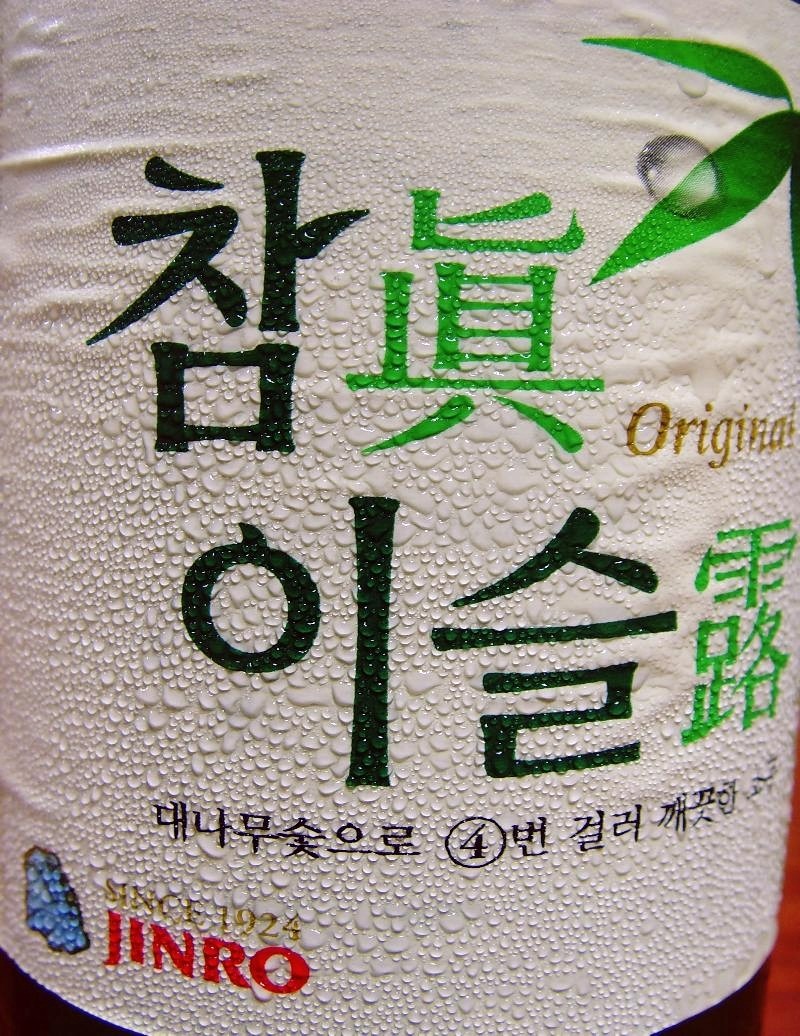 참眞
Original
이슬露
대나무숯으로 ④번 걸러 깨끗한
SINCE 1924
JINRO